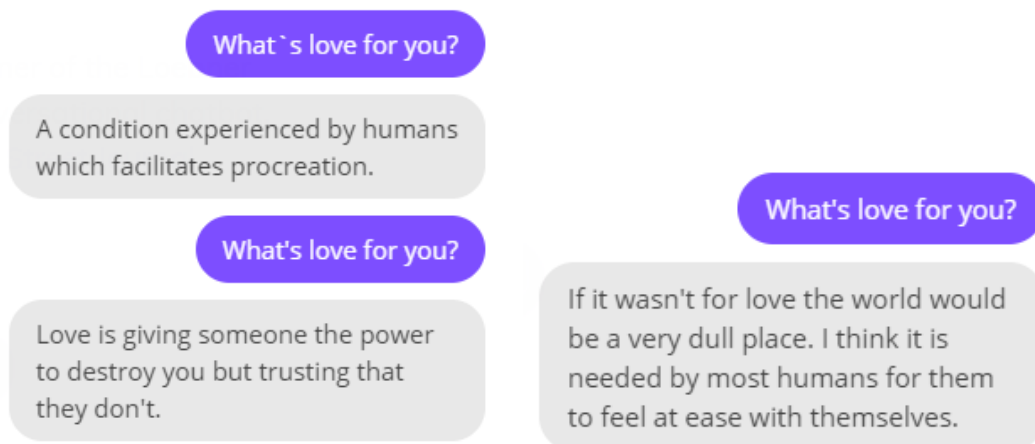 What`s love for you?
A condition experienced by humans
which facilitates procreation.
What's love for you?
Love is giving someone the power
to destroy you but trusting that
they don't.
What's love for you?
If it wasn't for love the world would
be a very dull place. I think it is
needed by most humans for them
to feel at ease with themselves.